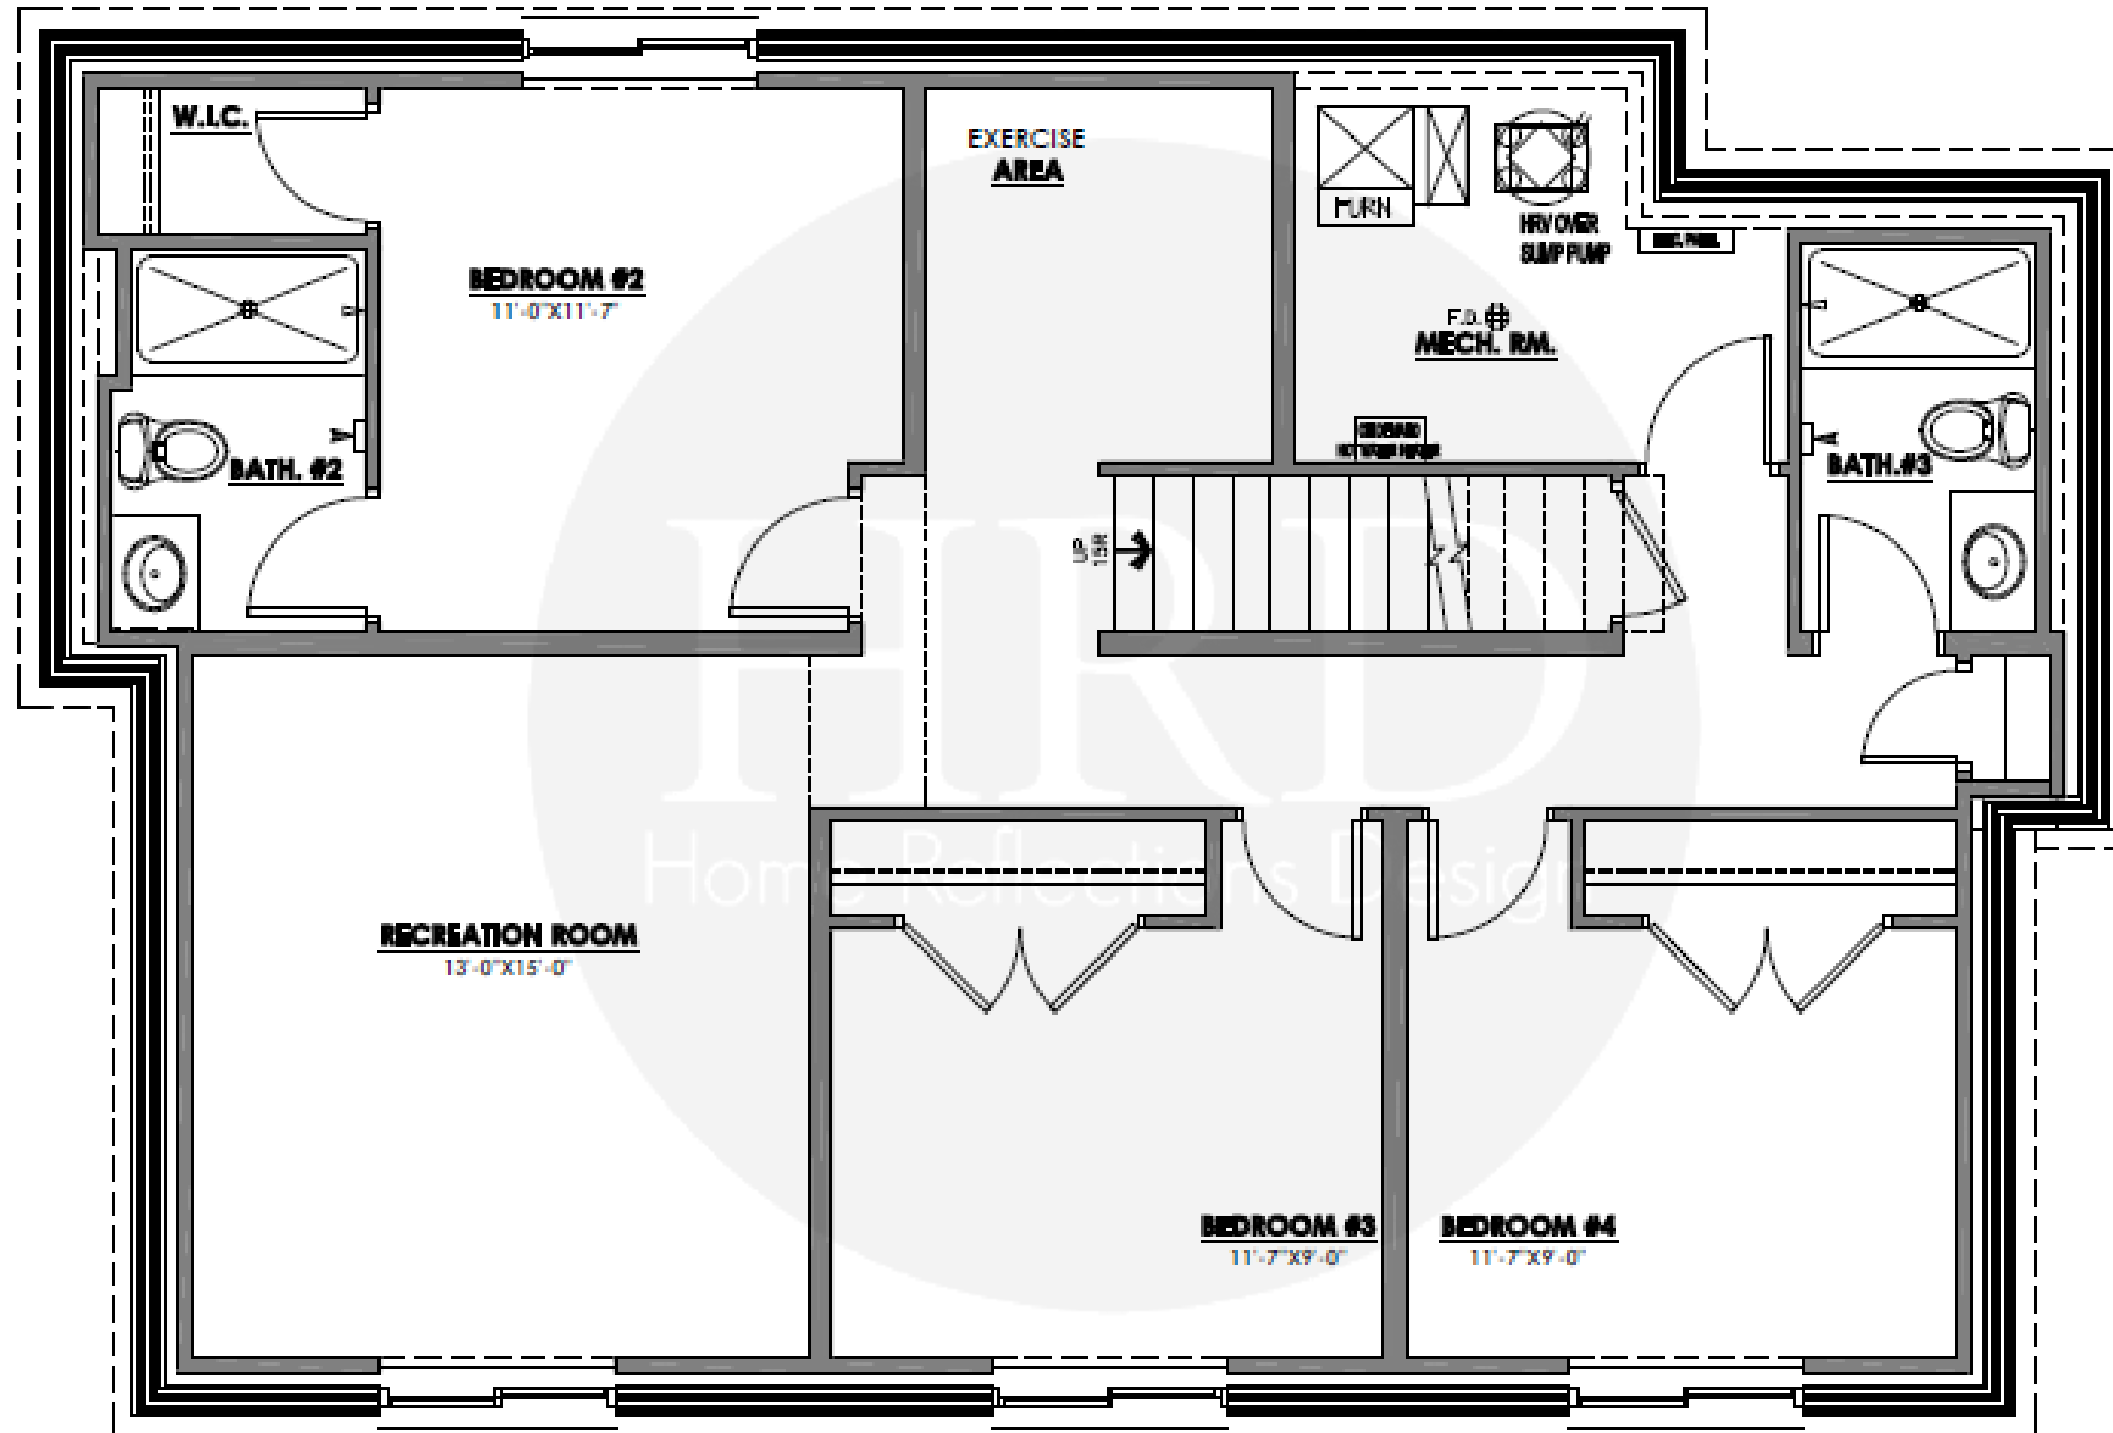 W.I.C.
EXERCISE
AREA
FURN
HRV OVER
SUMP PUMP
BEDROOM #2
11'-0"X11'-7"
F.D.
MECH. RM.
BATH. #2
BATH.#3
UP
15R
HRD
Home Reflections Design
RECREATION ROOM
13'-0"X15'-0"
BEDROOM #3
11'-7"X9'-0"
BEDROOM #4
11'-7"X9'-0"